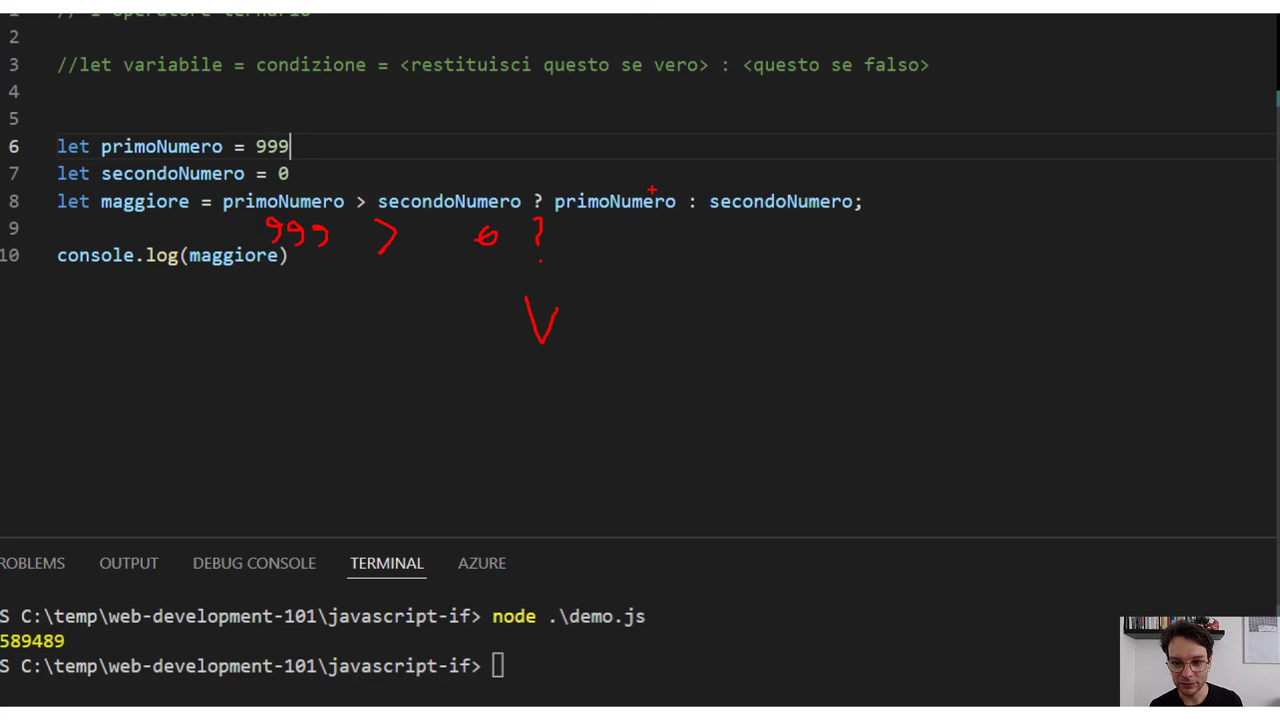 1 // l'operatore ternario
2
3 //let variabile = condizione = <restituisci questo se vero> : <questo se falso>
4
5
6 let primoNumero = 999
7 let secondoNumero = 0
8 let maggiore = primoNumero > secondoNumero ? primoNumero : secondoNumero;
9 999 > 0 ?
10 console.log(maggiore)
V
ROBLEMS OUTPUT DEBUG CONSOLE TERMINAL AZURE
S C:\temp\web-development-101\javascript-if> node .\demo.js
589489
S C:\temp\web-development-101\javascript-if>